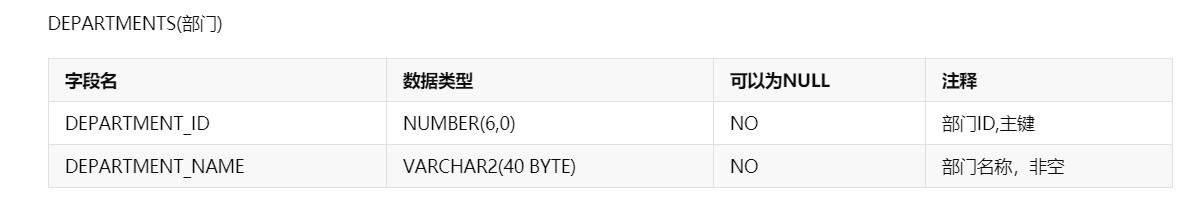 DEPARTMENTS(部门)
字段名 数据类型 可以为NULL 注释
DEPARTMENT_ID NUMBER(6,0) NO 部门ID,主键
DEPARTMENT_NAME VARCHAR2(40 BYTE) NO 部门名称，非空